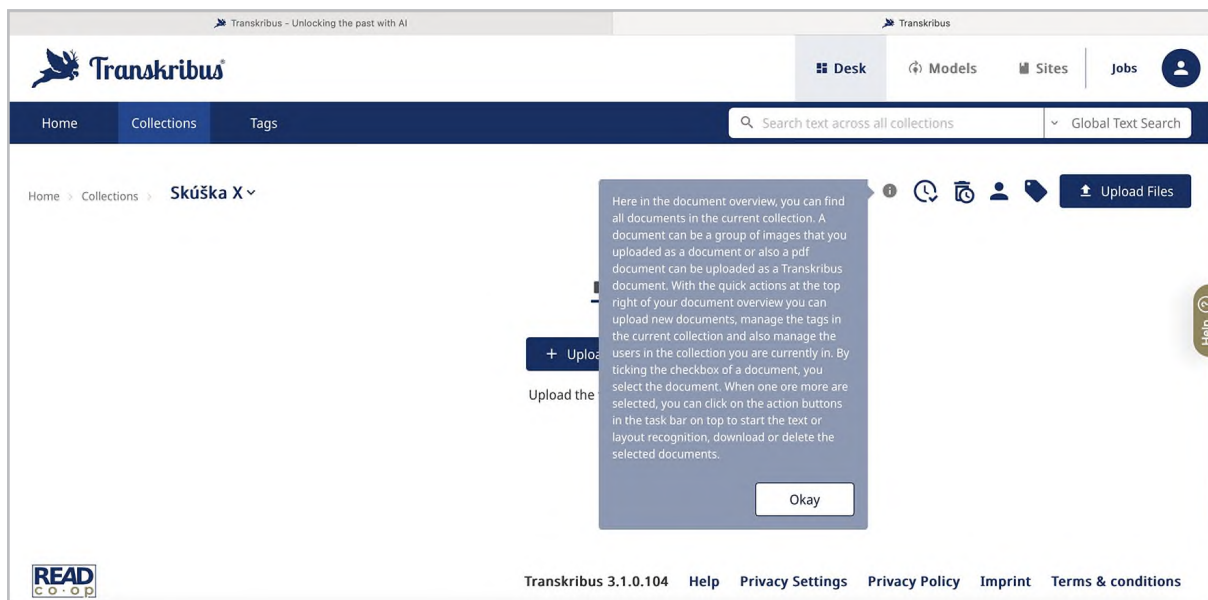 Transkribus - Unlocking the past with AI
Transkribus
Transkribus
Desk
Models
Sites
Jobs
Home
Collections
Tags
Search text across all collections
Global Text Search
Home > Collections > Skúška X
Upload Files
Here in the document overview, you can find
all documents in the current collection. A
document can be a group of images that you
uploaded as a document or also a pdf
document can be uploaded as a Transkribus
document. With the quick actions at the top
right of your document overview you can
upload new documents, manage the tags in
the current collection and also manage the
users in the collection you are currently in. By
ticking the checkbox of a document, you
select the document. When one ore more are
selected, you can click on the action buttons
in the task bar on top to start the text or
layout recognition, download or delete the
selected documents.
Okay
+ Uploa
Upload the
Help
READ
co·op
Transkribus 3.1.0.104
Help
Privacy Settings
Privacy Policy
Imprint
Terms & conditions